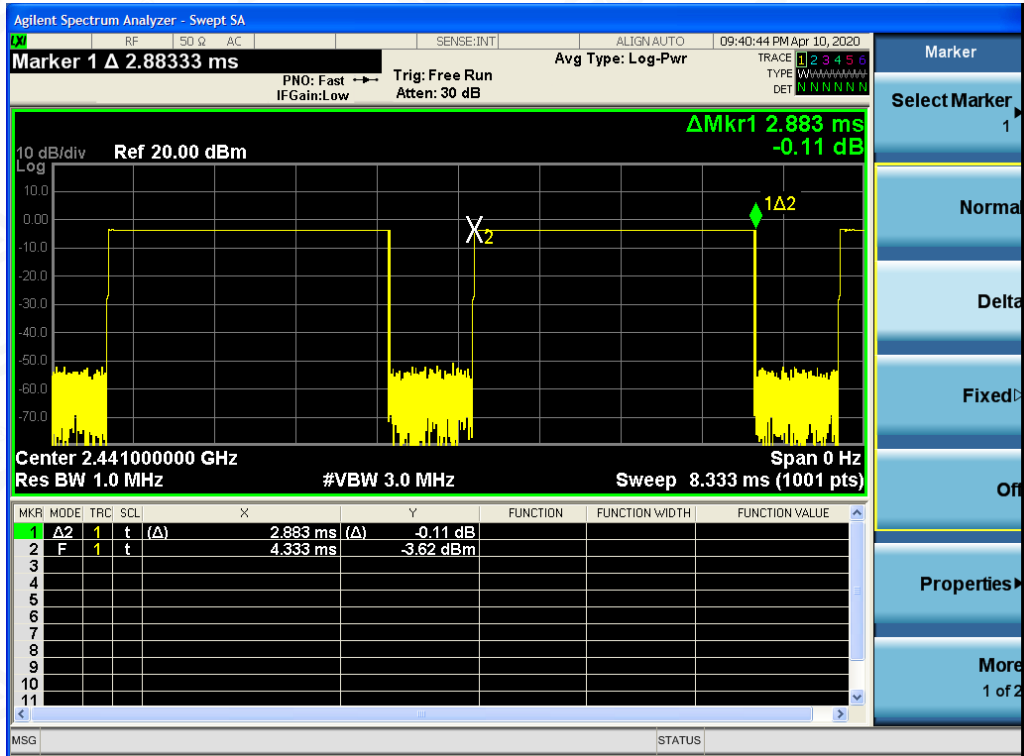 Agilent Spectrum Analyzer - Swept SA
LXI RF 50 Ω AC SENSE:INT ALIGN AUTO 09:40:44 PM Apr 10, 2020
Marker 1 Δ 2.88333 ms
PNO: Fast
IFGain:Low
Trig: Free Run
Atten: 30 dB
Avg Type: Log-Pwr
TRACE 1 2 3 4 5 6
TYPE W
DET N N N N N N
ΔMkr1 2.883 ms
-0.11 dB
10 dB/div Ref 20.00 dBm
Log
10.0
0.00
-10.0
-20.0
-30.0
-40.0
-50.0
-60.0
-70.0
X2
1Δ2
Center 2.441000000 GHz Span 0 Hz
Res BW 1.0 MHz #VBW 3.0 MHz Sweep 8.333 ms (1001 pts)
MKR MODE TRC SCL X Y FUNCTION FUNCTION WIDTH FUNCTION VALUE
1 Δ2 1 t (Δ) 2.883 ms (Δ) -0.11 dB
2 F 1 t 4.333 ms -3.62 dBm
3
4
5
6
7
8
9
10
11
MSG STATUS
Marker
Select Marker
1
Normal
Delta
Fixed
Off
Properties
More
1 of 2